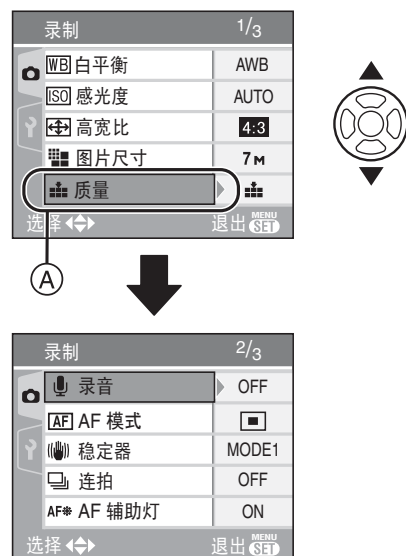 录制 1/3
WB 白平衡 AWB
ISO 感光度 AUTO
高宽比 4:3
图片尺寸 7M
质量
选择 退出 MENU SET
A
录制 2/3
录音 OFF
AF AF 模式
稳定器 MODE1
连拍 OFF
AF※ AF 辅助灯 ON
选择 退出 MENU SET